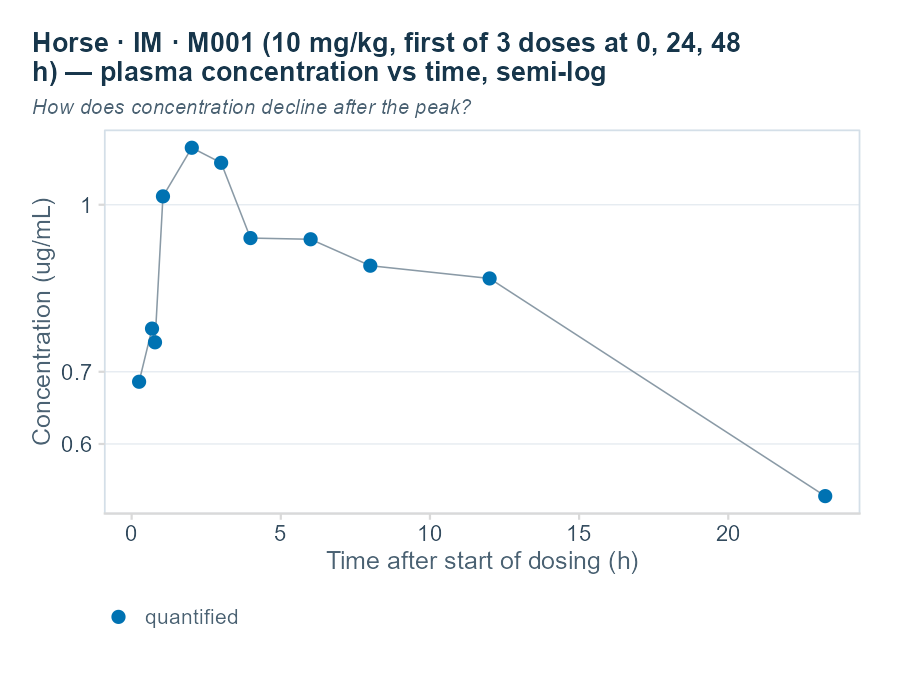 Horse · IM · M001 (10 mg/kg, first of 3 doses at 0, 24, 48
h) — plasma concentration vs time, semi-log
How does concentration decline after the peak?
Concentration (ug/mL)
1
0.7
0.6
0 5 10 15 20
Time after start of dosing (h)
quantified